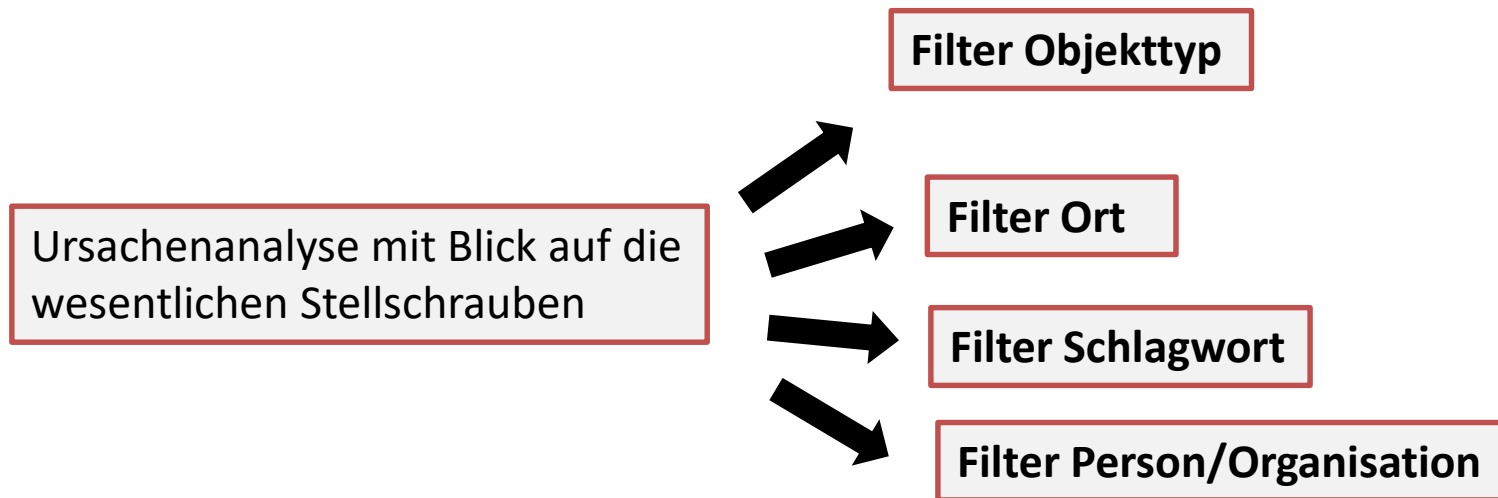 Filter Objekttyp
Ursachenanalyse mit Blick auf die
wesentlichen Stellschrauben
Filter Ort
Filter Schlagwort
Filter Person/Organisation